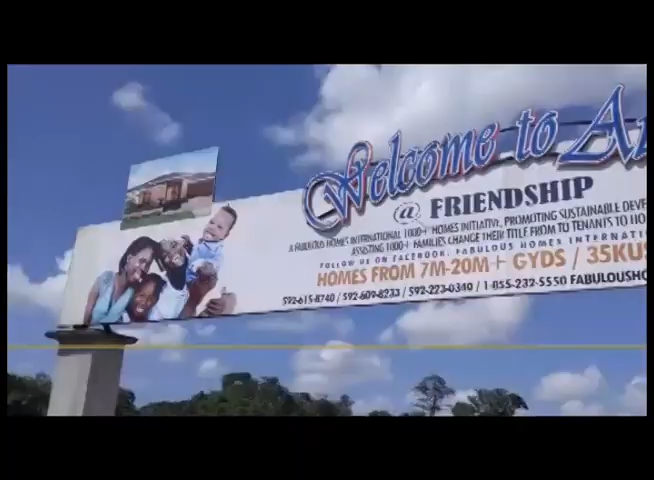 Welcome to
@ FRIENDSHIP
A FABULOUS HOMES INTERNATIONAL 1000+ HOMES INITIATIVE, PROMOTING SUSTAINABLE DEVE
ASSISTING 1000+ FAMILIES CHANGE THEIR TITLE FROM TO TENANTS TO HO
FOLLOW US ON FACEBOOK: FABULOUS HOMES INTERNATI
HOMES FROM 7M-20M+ GYDS / 35KUS
592-615-8740 / 592-609-8233 / 592-223-0340 / 1-855-232-5550 FABULOUSHO